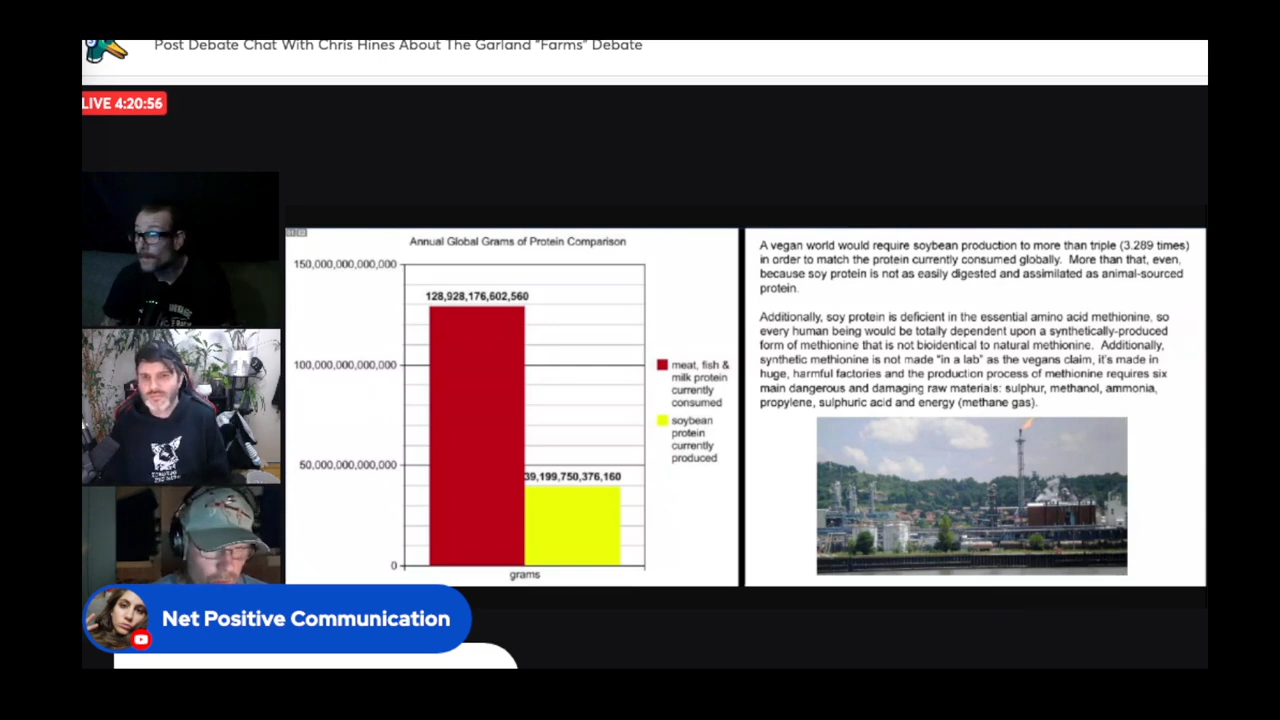 Post Debate Chat With Chris Hines About The Garland "Farms" Debate
LIVE 4:20:56
Annual Global Grams of Protein Comparison
150,000,000,000,000
128,928,176,602,560
100,000,000,000,000
50,000,000,000,000
39,199,750,376,160
0
grams
meat, fish &
milk protein
currently
consumed
soybean
protein
currently
produced
A vegan world would require soybean production to more than triple (3.289 times)
in order to match the protein currently consumed globally. More than that, even,
because soy protein is not as easily digested and assimilated as animal-sourced
protein.
Additionally, soy protein is deficient in the essential amino acid methionine, so
every human being would be totally dependent upon a synthetically-produced
form of methionine that is not bioidentical to natural methionine. Additionally,
synthetic methionine is not made "in a lab" as the vegans claim, it's made in
huge, harmful factories and the production process of methionine requires six
main dangerous and damaging raw materials: sulphur, methanol, ammonia,
propylene, sulphuric acid and energy (methane gas).
Net Positive Communication